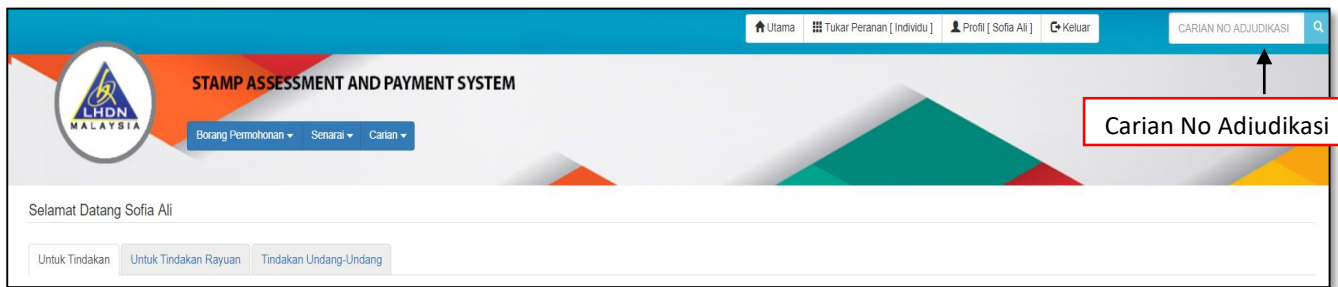 Utama Tukar Peranan [ Individu ] Profil [ Sofia Ali ] Keluar CARIAN NO ADJUDIKASI
LHDN
MALAYSIA
STAMP ASSESSMENT AND PAYMENT SYSTEM
Borang Permohonan Senarai Carian
Carian No Adjudikasi
Selamat Datang Sofia Ali
Untuk Tindakan Untuk Tindakan Rayuan Tindakan Undang-Undang